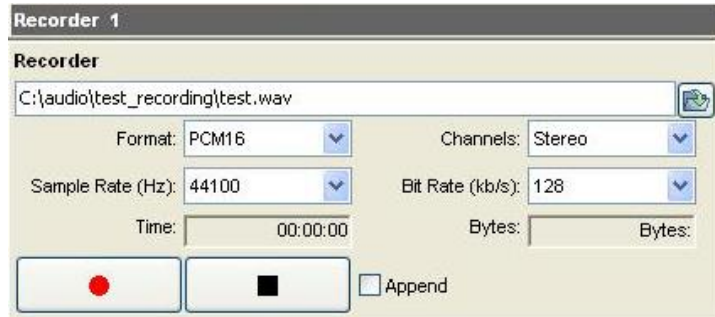 Recorder 1
Recorder
C:\audio\test_recording\test.wav
Format: PCM16 Channels: Stereo
Sample Rate (Hz): 44100 Bit Rate (kb/s): 128
Time: 00:00:00 Bytes: Bytes:
Append